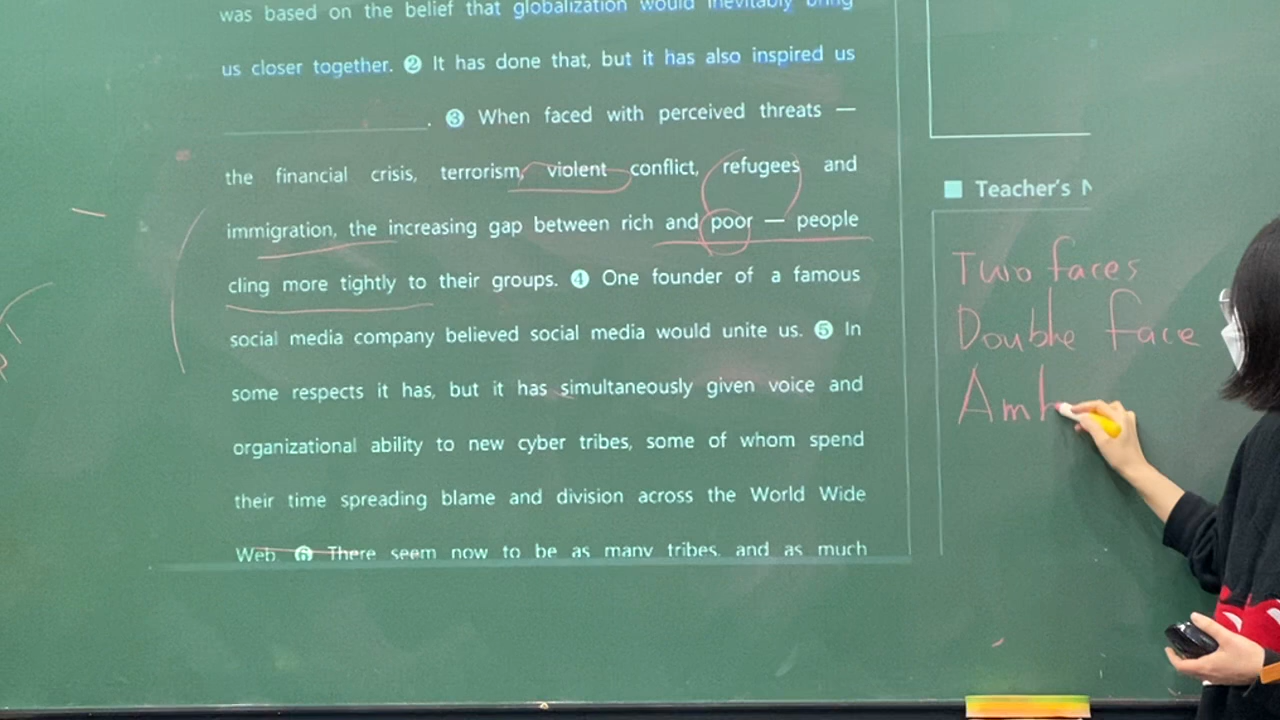 was based on the belief that globalization would inevitably bring
us closer together. ❷ It has done that, but it has also inspired us
____________________. ❸ When faced with perceived threats —
the financial crisis, terrorism, violent conflict, refugees and
immigration, the increasing gap between rich and poor — people
cling more tightly to their groups. ❹ One founder of a famous
social media company believed social media would unite us. ❺ In
some respects it has, but it has simultaneously given voice and
organizational ability to new cyber tribes, some of whom spend
their time spreading blame and division across the World Wide
Web. ❻ There seem now to be as many tribes, and as much
Teacher's
Two faces
Double face
Amb